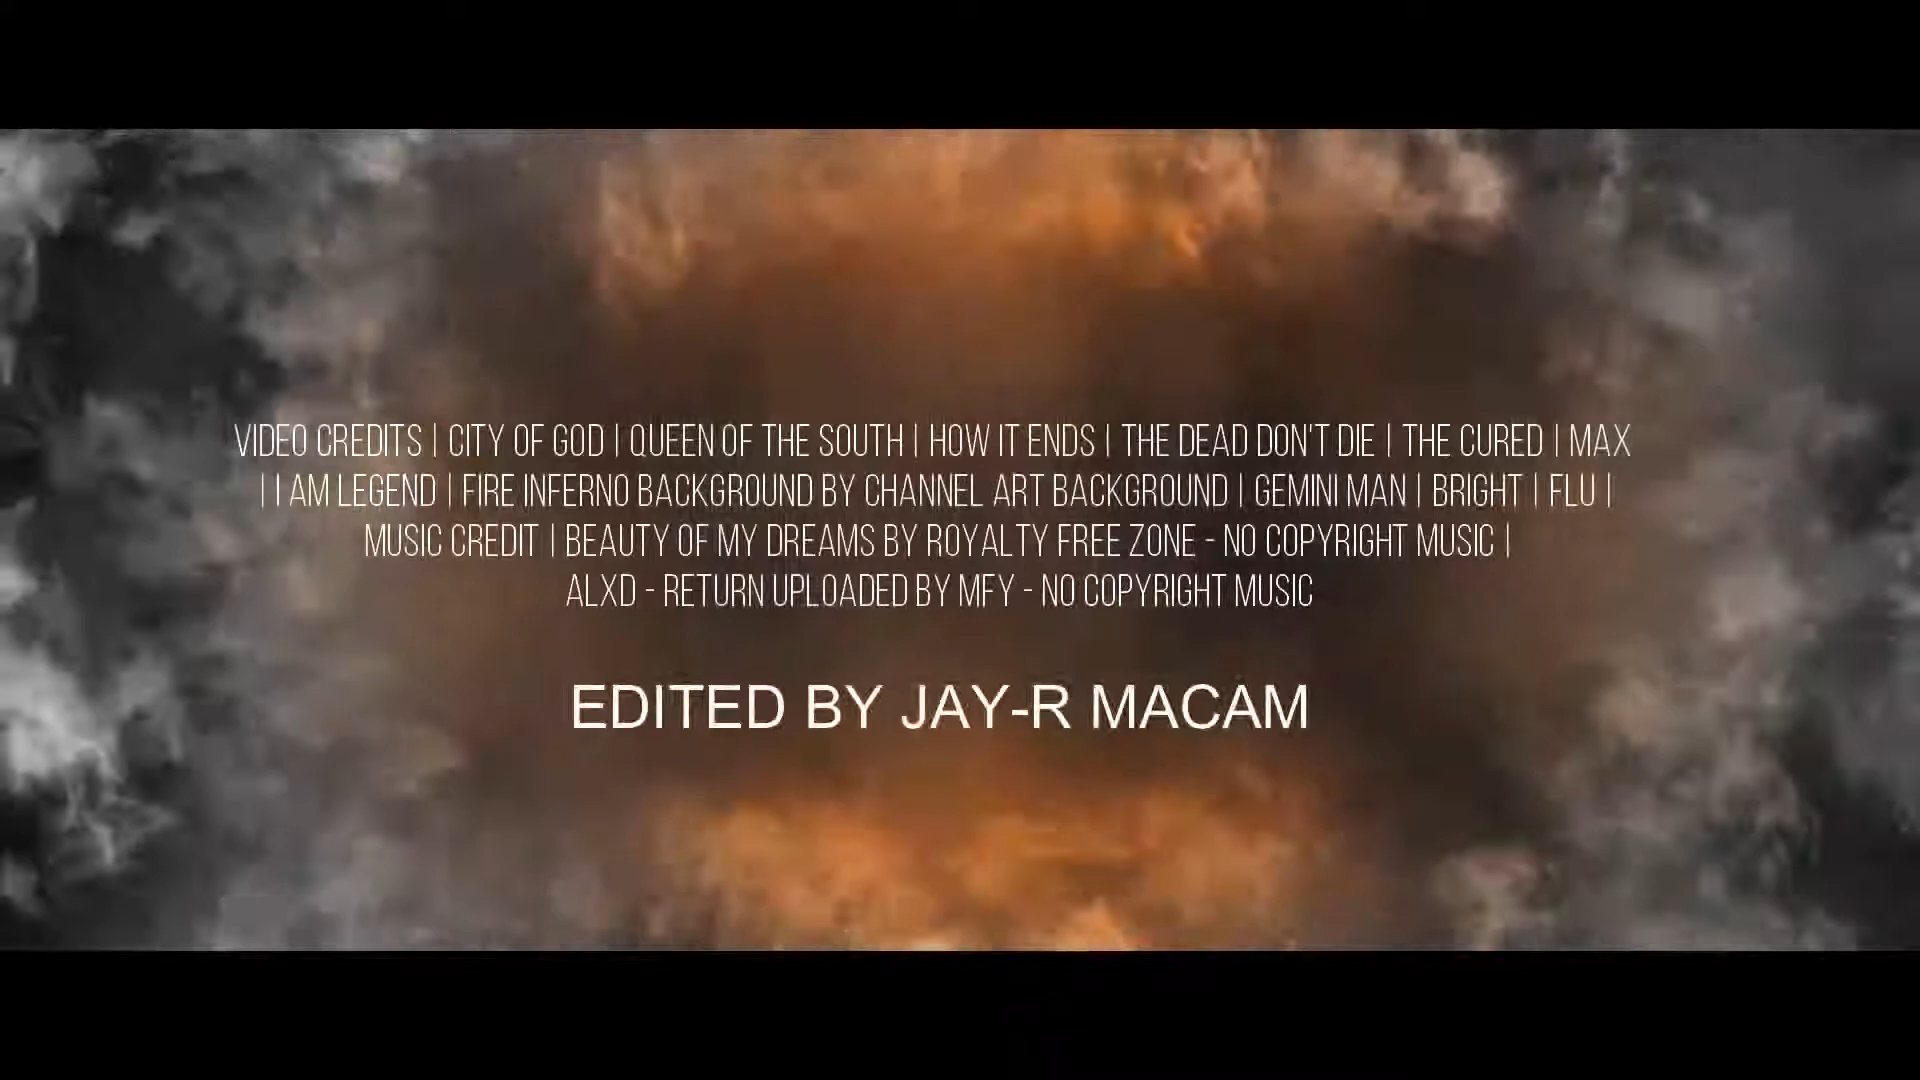 VIDEO CREDITS | CITY OF GOD | QUEEN OF THE SOUTH | HOW IT ENDS | THE DEAD DON'T DIE | THE CURED | MAX
| I AM LEGEND | FIRE INFERNO BACKGROUND BY CHANNEL ART BACKGROUND | GEMINI MAN | BRIGHT | FLU |
MUSIC CREDIT | BEAUTY OF MY DREAMS BY ROYALTY FREE ZONE - NO COPYRIGHT MUSIC |
ALXD - RETURN UPLOADED BY MFY - NO COPYRIGHT MUSIC
EDITED BY JAY-R MACAM